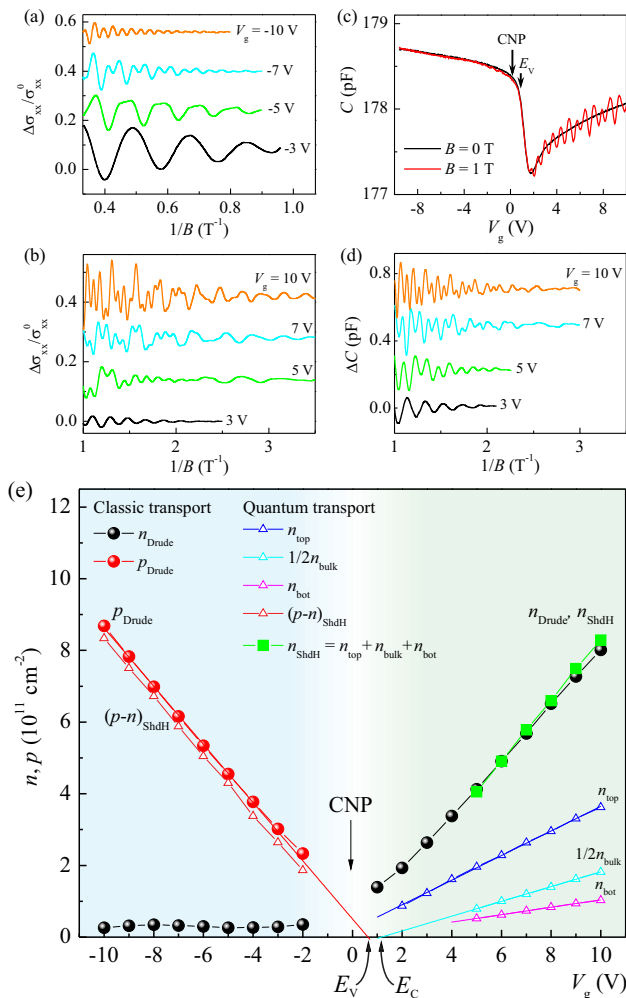 (a)
V_g = -10 V
-7 V
-5 V
-3 V
0.6
0.4
0.2
0.0
Δσ_xx/σ_xx^0
0.4 0.6 0.8 1.0
1/B (T⁻¹)
(c)
CNP
E_V
B = 0 T
B = 1 T
179
178
177
C (pF)
-8 -4 0 4 8
V_g (V)
(b)
V_g = 10 V
7 V
5 V
3 V
0.4
0.2
0.0
Δσ_xx/σ_xx^0
1 2 3
1/B (T⁻¹)
(d)
V_g = 10 V
7 V
5 V
3 V
0.8
0.4
0.0
ΔC (pF)
1 2 3
1/B (T⁻¹)
(e)
Classic transport
n_Drude
p_Drude
Quantum transport
n_top
1/2n_bulk
n_bot
(p-n)_ShdH
n_ShdH = n_top + n_bulk + n_bot
p_Drude
(p-n)_ShdH
CNP
n_Drude, n_ShdH
n_top
1/2n_bulk
n_bot
12
10
8
6
4
2
0
n, p (10¹¹ cm⁻²)
-10 -8 -6 -4 -2 0 2 4 6 8 10
E_V
E_C
V_g (V)